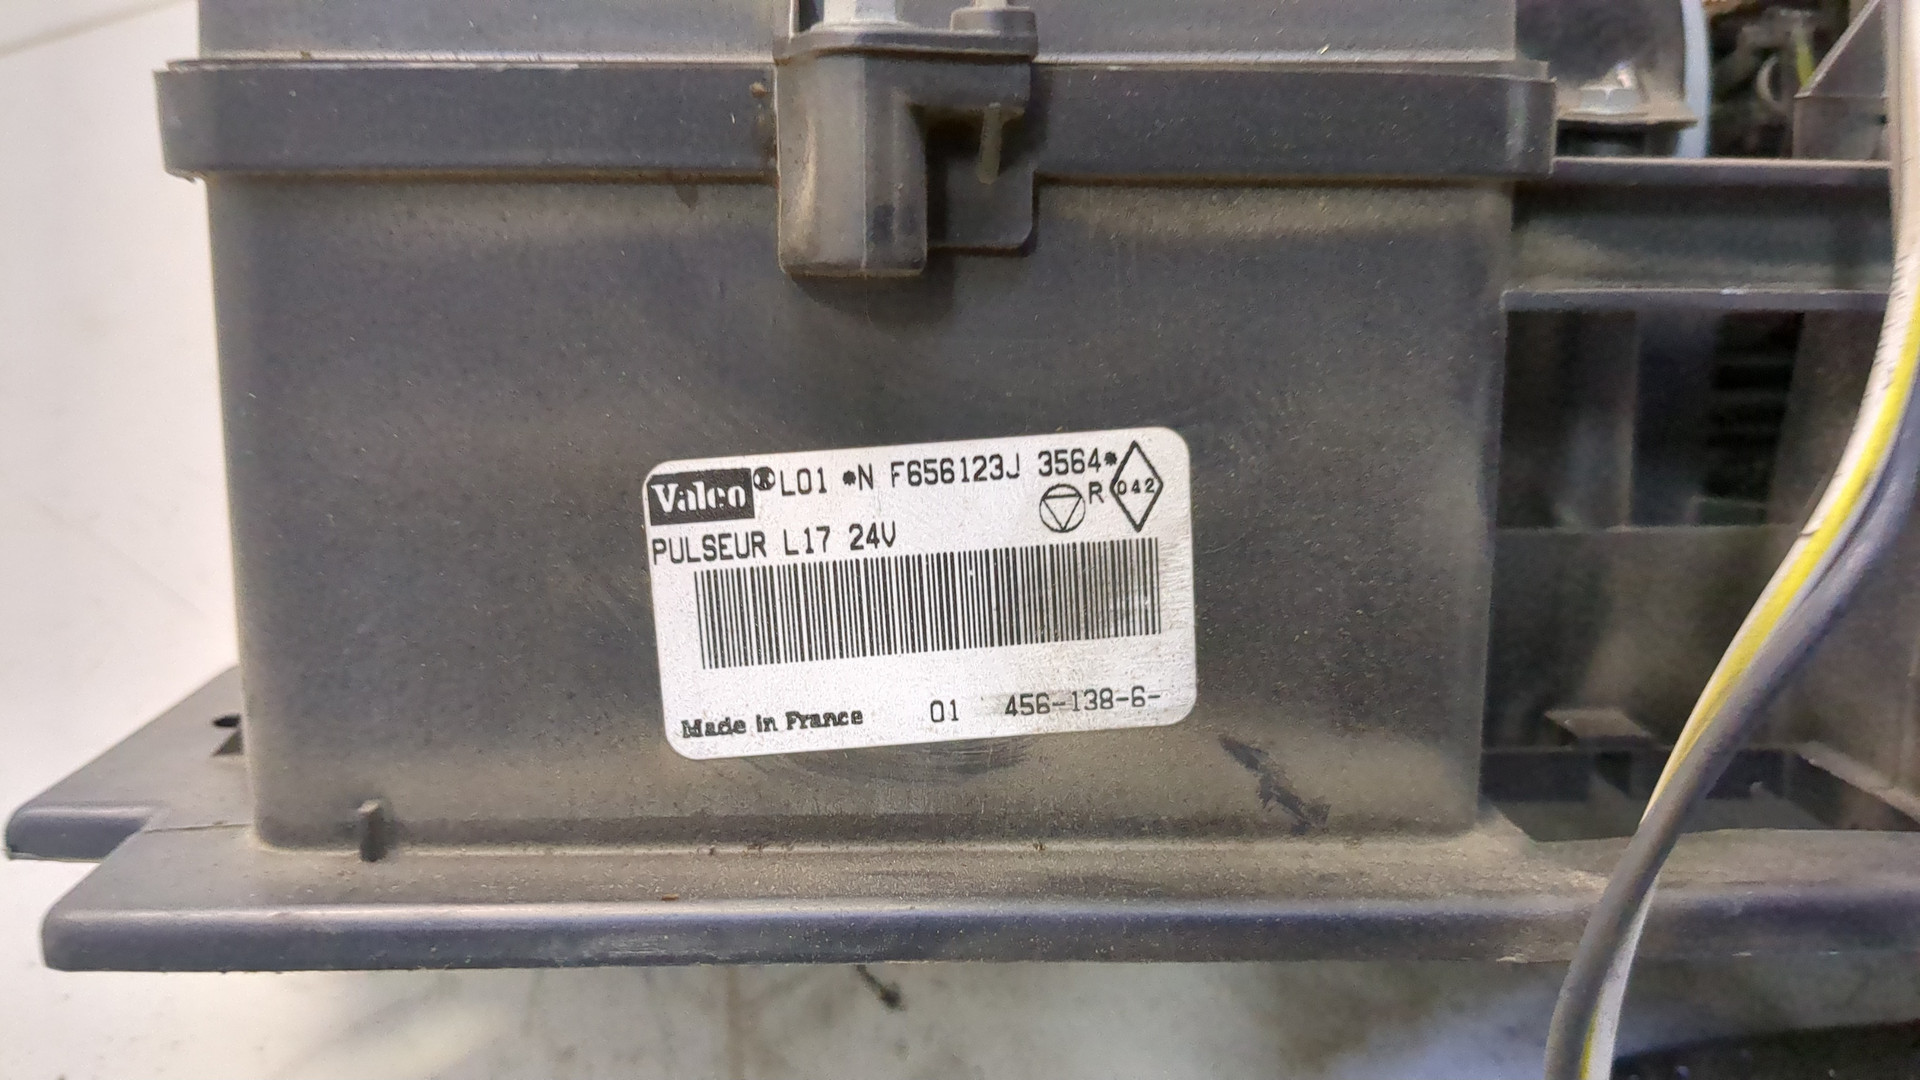 Valeo L01 *N F656123J 3564*
R 042
PULSEUR L17 24V
Made in France 01 456-138-6-